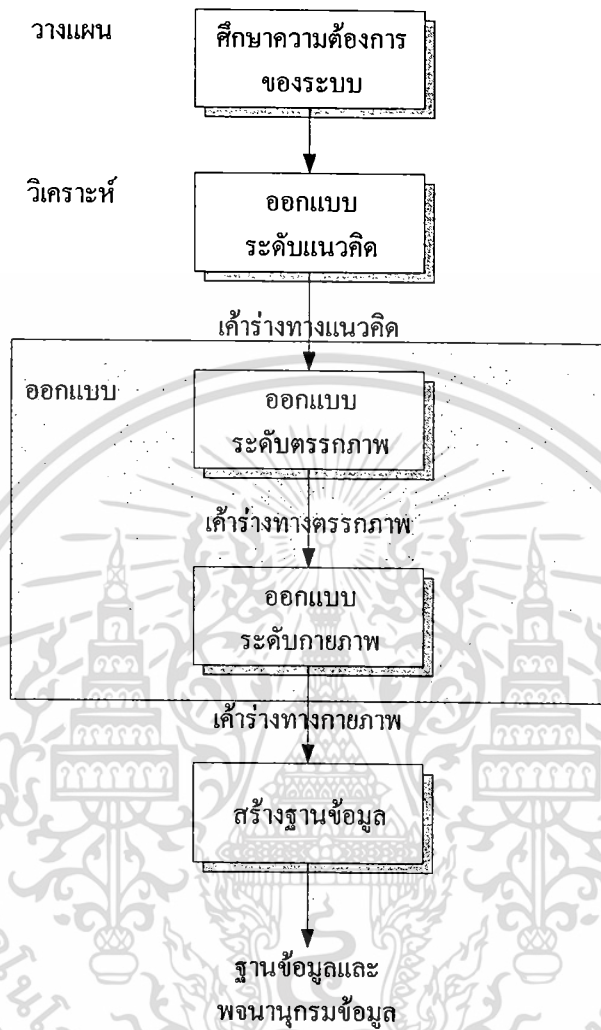 วางแผน
ศึกษาความต้องการ
ของระบบ
วิเคราะห์
ออกแบบ
ระดับแนวคิด
เค้าร่างทางแนวคิด
ออกแบบ
ออกแบบ
ระดับตรรกภาพ
เค้าร่างทางตรรกภาพ
ออกแบบ
ระดับกายภาพ
เค้าร่างทางกายภาพ
สร้างฐานข้อมูล
ฐานข้อมูลและ
พจนานุกรมข้อมูล